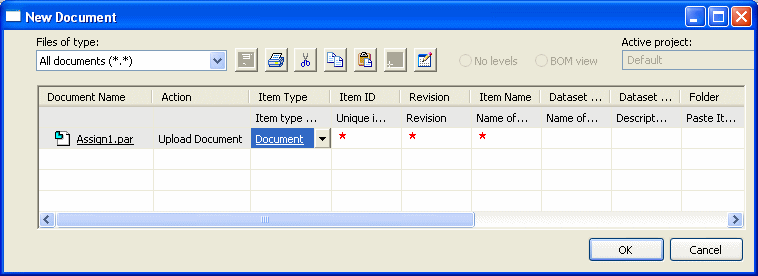 New Document
Files of type:
All documents (*.*)
No levels
BOM view
Active project:
Default
Document Name Action Item Type Item ID Revision Item Name Dataset ... Dataset ... Folder
Item type ... Unique i... Revision Name of... Name of... Descript... Paste It...
Assign1.par Upload Document Document * * *
OK Cancel